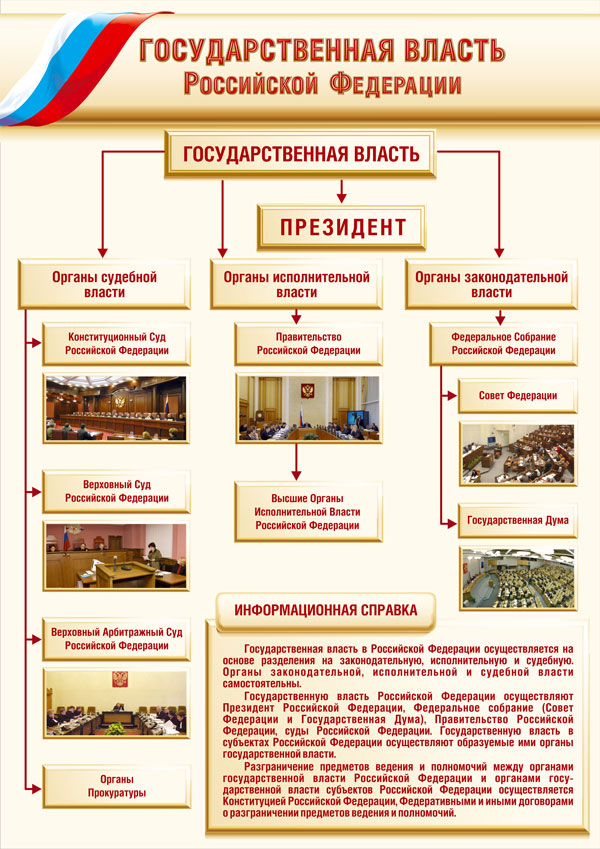 ГОСУДАРСТВЕННАЯ ВЛАСТЬ
РОССИЙСКОЙ ФЕДЕРАЦИИ
ГОСУДАРСТВЕННАЯ ВЛАСТЬ
ПРЕЗИДЕНТ
Органы судебной
власти
Органы исполнительной
власти
Органы законодательной
власти
Конституционный Суд
Российской Федерации
Правительство
Российской Федерации
Федеральное Собрание
Российской Федерации
Совет Федерации
Верховный Суд
Российской Федерации
Высшие Органы
Исполнительной Власти
Российской Федерации
Государственная Дума
Верховный Арбитражный Суд
Российской Федерации
Органы
Прокуратуры
ИНФОРМАЦИОННАЯ СПРАВКА
Государственная власть в Российской Федерации осуществляется на
основе разделения на законодательную, исполнительную и судебную.
Органы законодательной, исполнительной и судебной власти
самостоятельны.
Государственную власть Российской Федерации осуществляют
Президент Российской Федерации, Федеральное собрание (Совет
Федерации и Государственная Дума), Правительство Российской
Федерации, суды Российской Федерации. Государственную власть в
субъектах Российской Федерации осуществляют образуемые ими органы
государственной власти.
Разграничение предметов ведения и полномочий между органами
государственной власти Российской Федерации и органами госу-
дарственной власти субъектов Российской Федерации осуществляется
Конституцией Российской Федерации, Федеративными и иными договорами
о разграничении предметов ведения и полномочий.